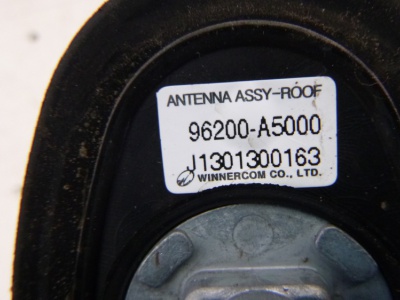 ANTENNA ASSY-ROOF
96200-A5000
J1301300163
WINNERCOM CO., LTD.